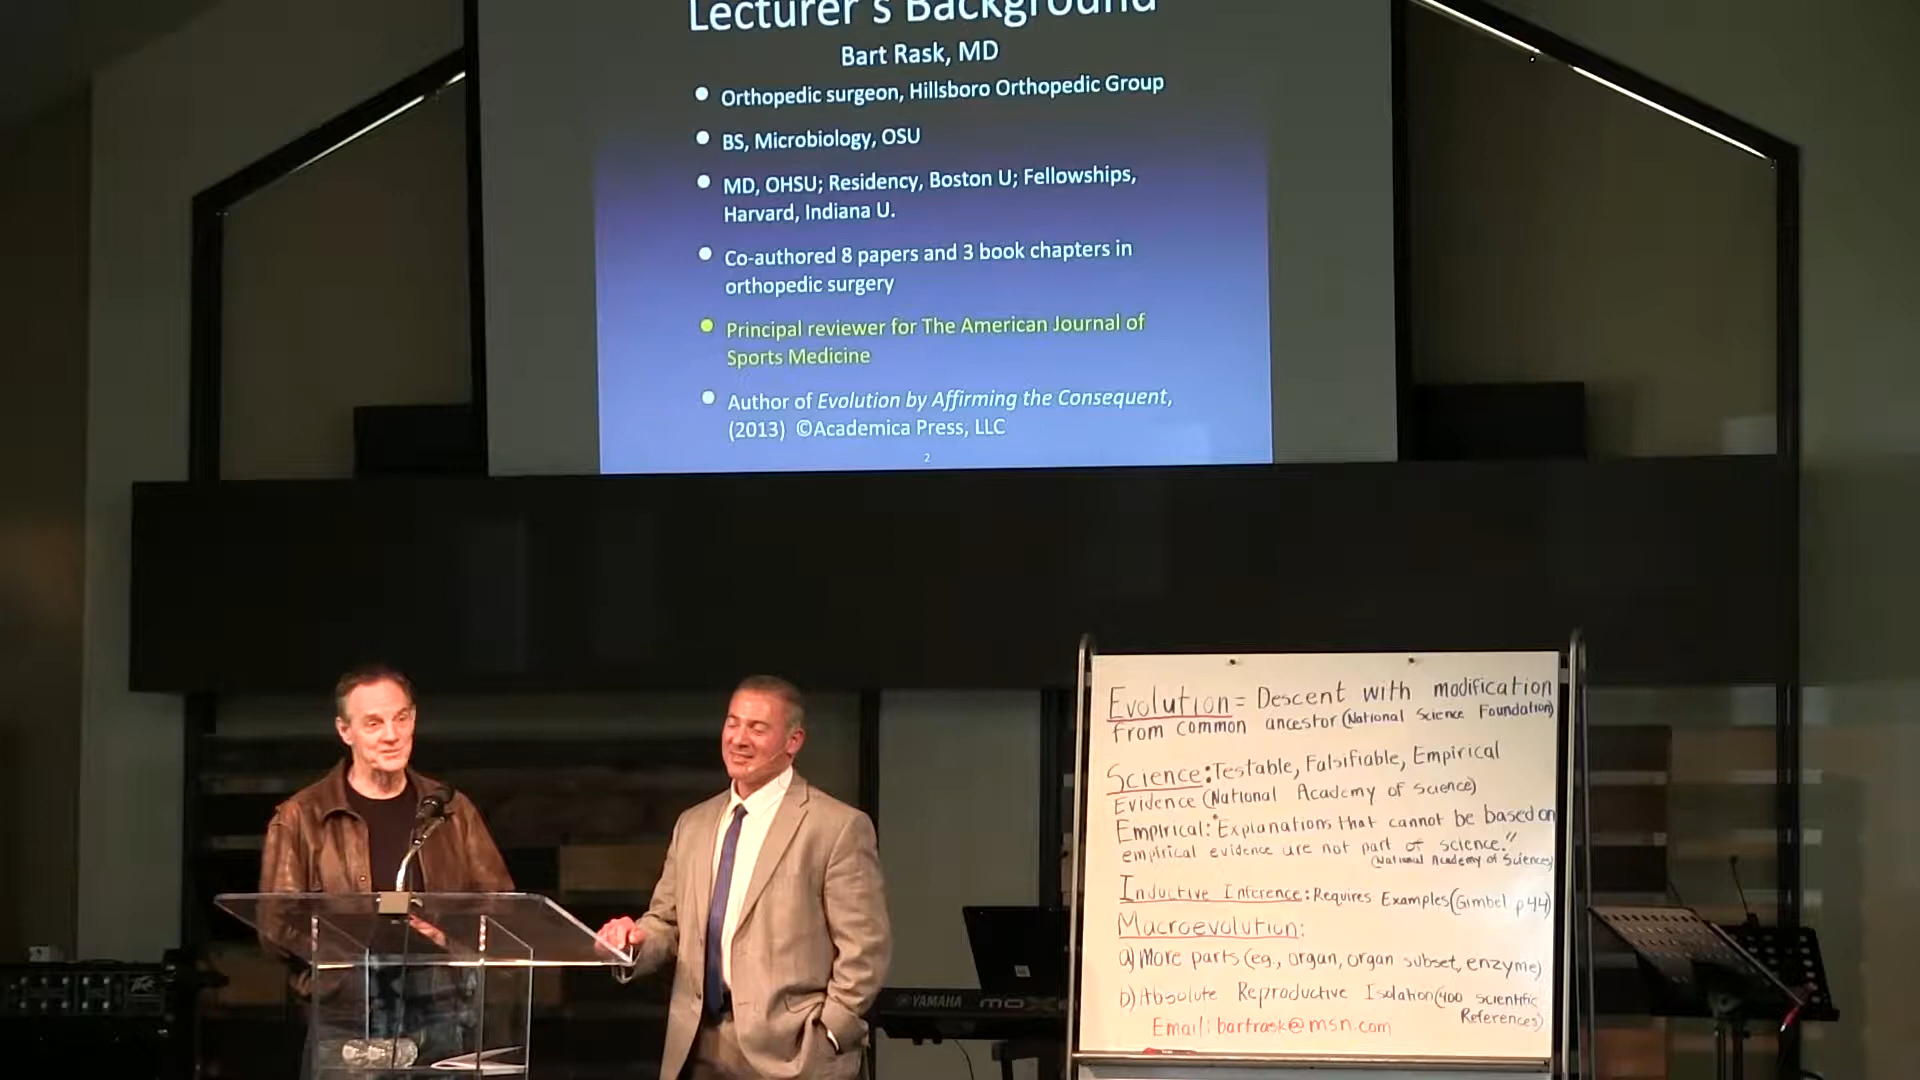 Lecturer's Background
Bart Rask, MD
Orthopedic surgeon, Hillsboro Orthopedic Group
BS, Microbiology, OSU
MD, OHSU; Residency, Boston U; Fellowships,
Harvard, Indiana U.
Co-authored 8 papers and 3 book chapters in
orthopedic surgery
Principal reviewer for The American Journal of
Sports Medicine
Author of Evolution by Affirming the Consequent,
(2013) ©Academica Press, LLC
2
Evolution = Descent with modification
from common ancestor (National Science Foundation)
Science: Testable, Falsifiable, Empirical
Evidence (National Academy of Science)
Empirical: "Explanations that cannot be based on
empirical evidence are not part of science."
(National Academy of Sciences)
Inductive Inference: Requires Examples (Gimbel p44)
Macroevolution:
a) More parts (eg., organ, organ subset, enzyme)
b) Absolute Reproductive Isolation (400 scientific
References)
Email: bartrask@msn.com
YAMAHA
PEAVEY